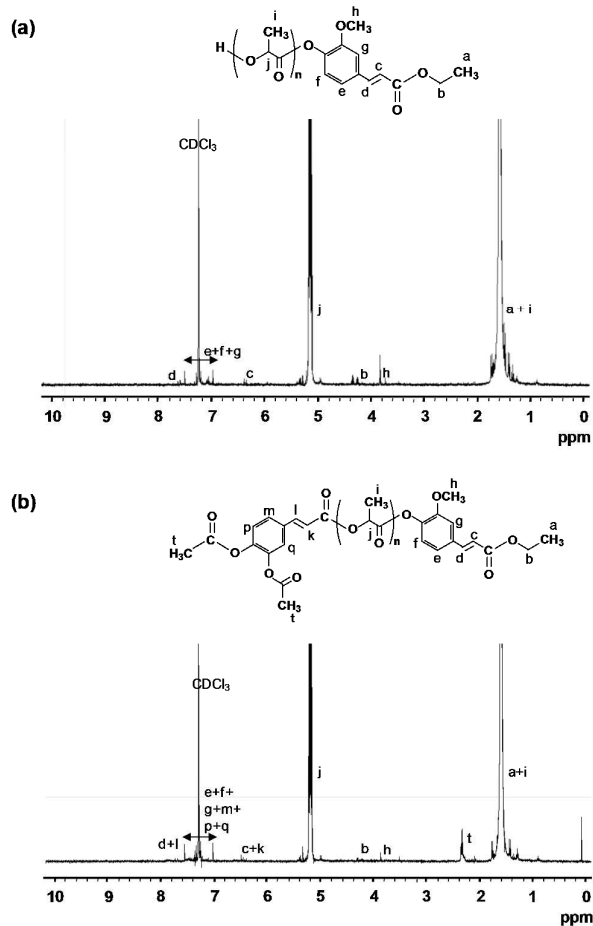 (a)
h
i
OCH₃
CH₃
g
a
H
O
O
c
CH₃
O
j
n
f
O
O
e
d
b
O
CDCl₃
j
a + i
e+f+g
d
c
b
h
10 9 8 7 6 5 4 3 2 1 0
ppm
(b)
h
i
OCH₃
O
CH₃
m
l
O
g
a
O
p
O
c
CH₃
t
k
j
n
f
O
CH₃
O
q
O
e
d
b
O
O
O
CH₃
t
CDCl₃
j
a+i
e+f+
g+m+
p+q
d+l
c+k
b
h
t
10 9 8 7 6 5 4 3 2 1 0
ppm